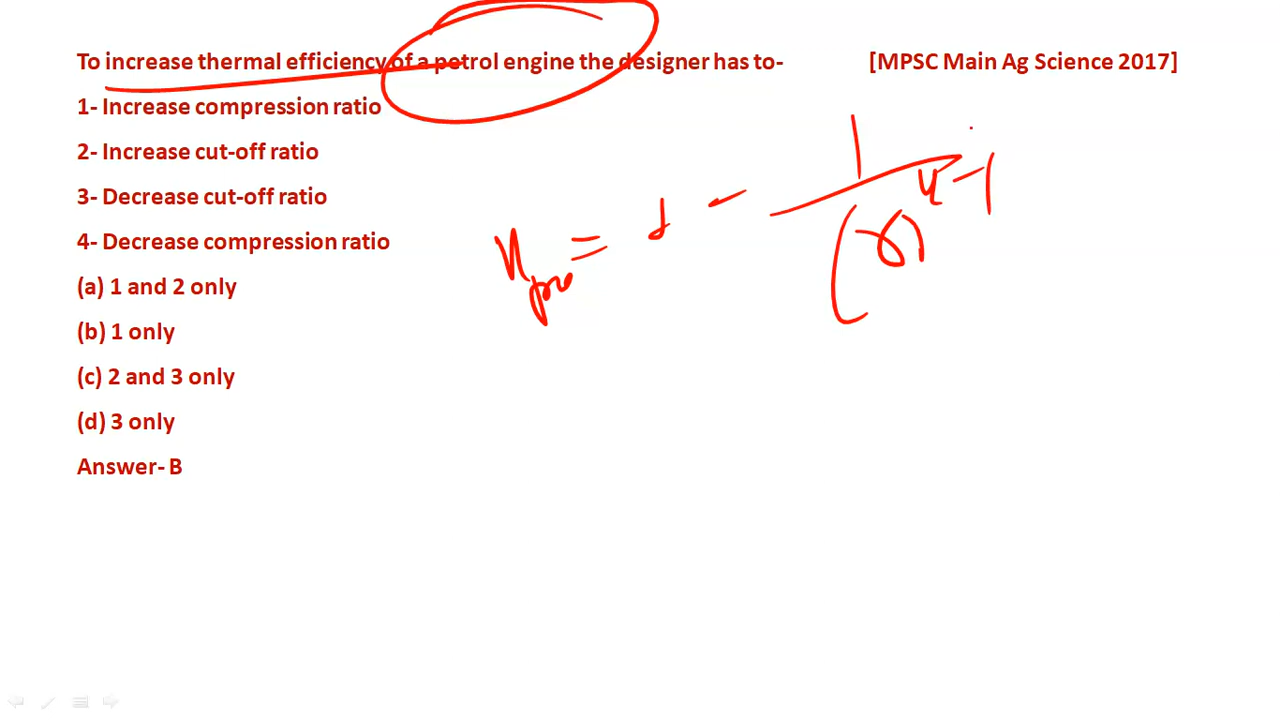 To increase thermal efficiency of a petrol engine the designer has to- [MPSC Main Ag Science 2017]
1- Increase compression ratio
2- Increase cut-off ratio
3- Decrease cut-off ratio
4- Decrease compression ratio
(a) 1 and 2 only
(b) 1 only
(c) 2 and 3 only
(d) 3 only
Answer- B